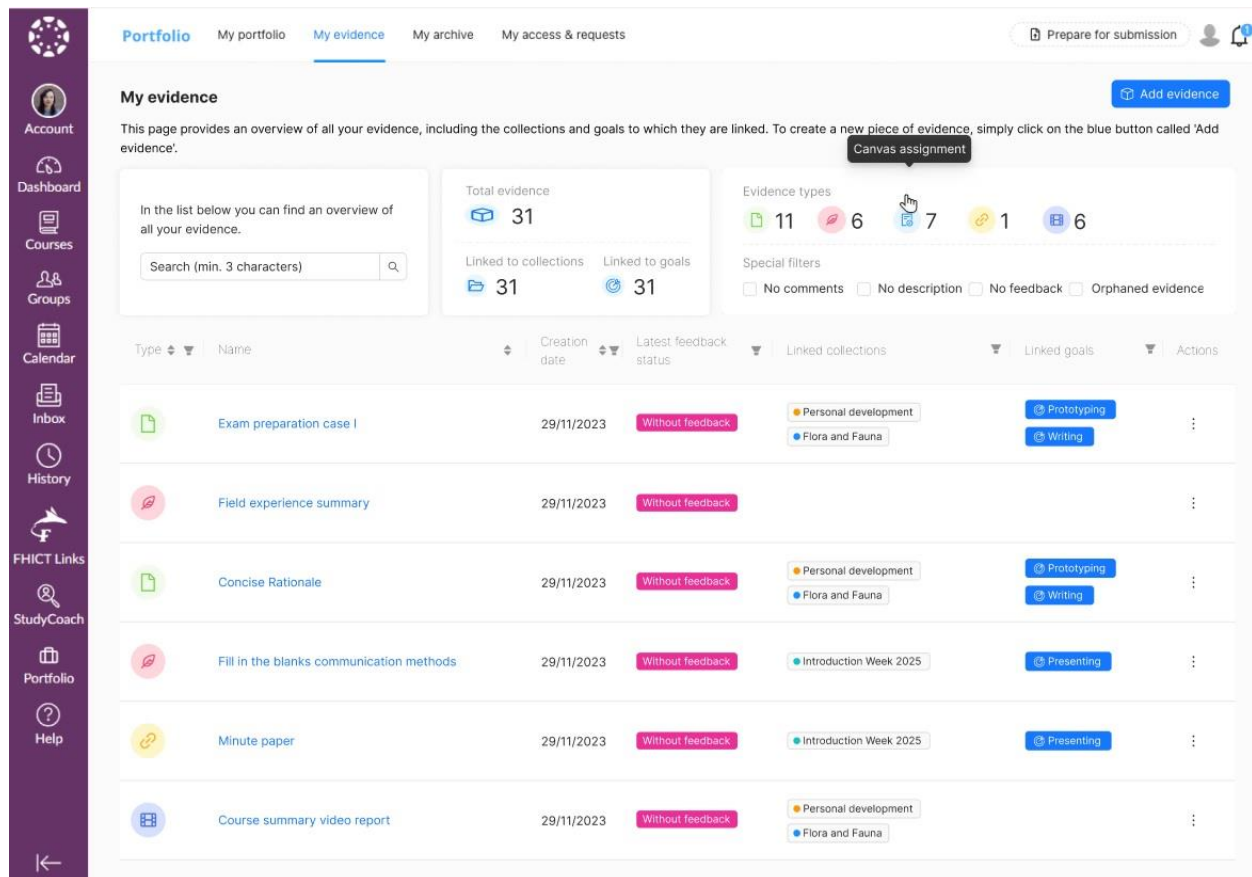 Portfolio My portfolio My evidence My archive My access & requests Prepare for submission 1
Account
Dashboard
Courses
Groups
Calendar
Inbox
History
F
FHICT Links
StudyCoach
Portfolio
Help
My evidence
Add evidence
This page provides an overview of all your evidence, including the collections and goals to which they are linked. To create a new piece of evidence, simply click on the blue button called 'Add
evidence'.
Canvas assignment
In the list below you can find an overview of
all your evidence.
Search (min. 3 characters)
Total evidence
31
Linked to collections Linked to goals
31 31
Evidence types
11 6 7 1 6
Special filters
No comments No description No feedback Orphaned evidence
Type Name Creation date Latest feedback status Linked collections Linked goals Actions
Exam preparation case I 29/11/2023 Without feedback
Personal development
Flora and Fauna
Prototyping
Writing
Field experience summary 29/11/2023 Without feedback
Concise Rationale 29/11/2023 Without feedback
Personal development
Flora and Fauna
Prototyping
Writing
Fill in the blanks communication methods 29/11/2023 Without feedback Introduction Week 2025 Presenting
Minute paper 29/11/2023 Without feedback Introduction Week 2025 Presenting
Course summary video report 29/11/2023 Without feedback
Personal development
Flora and Fauna